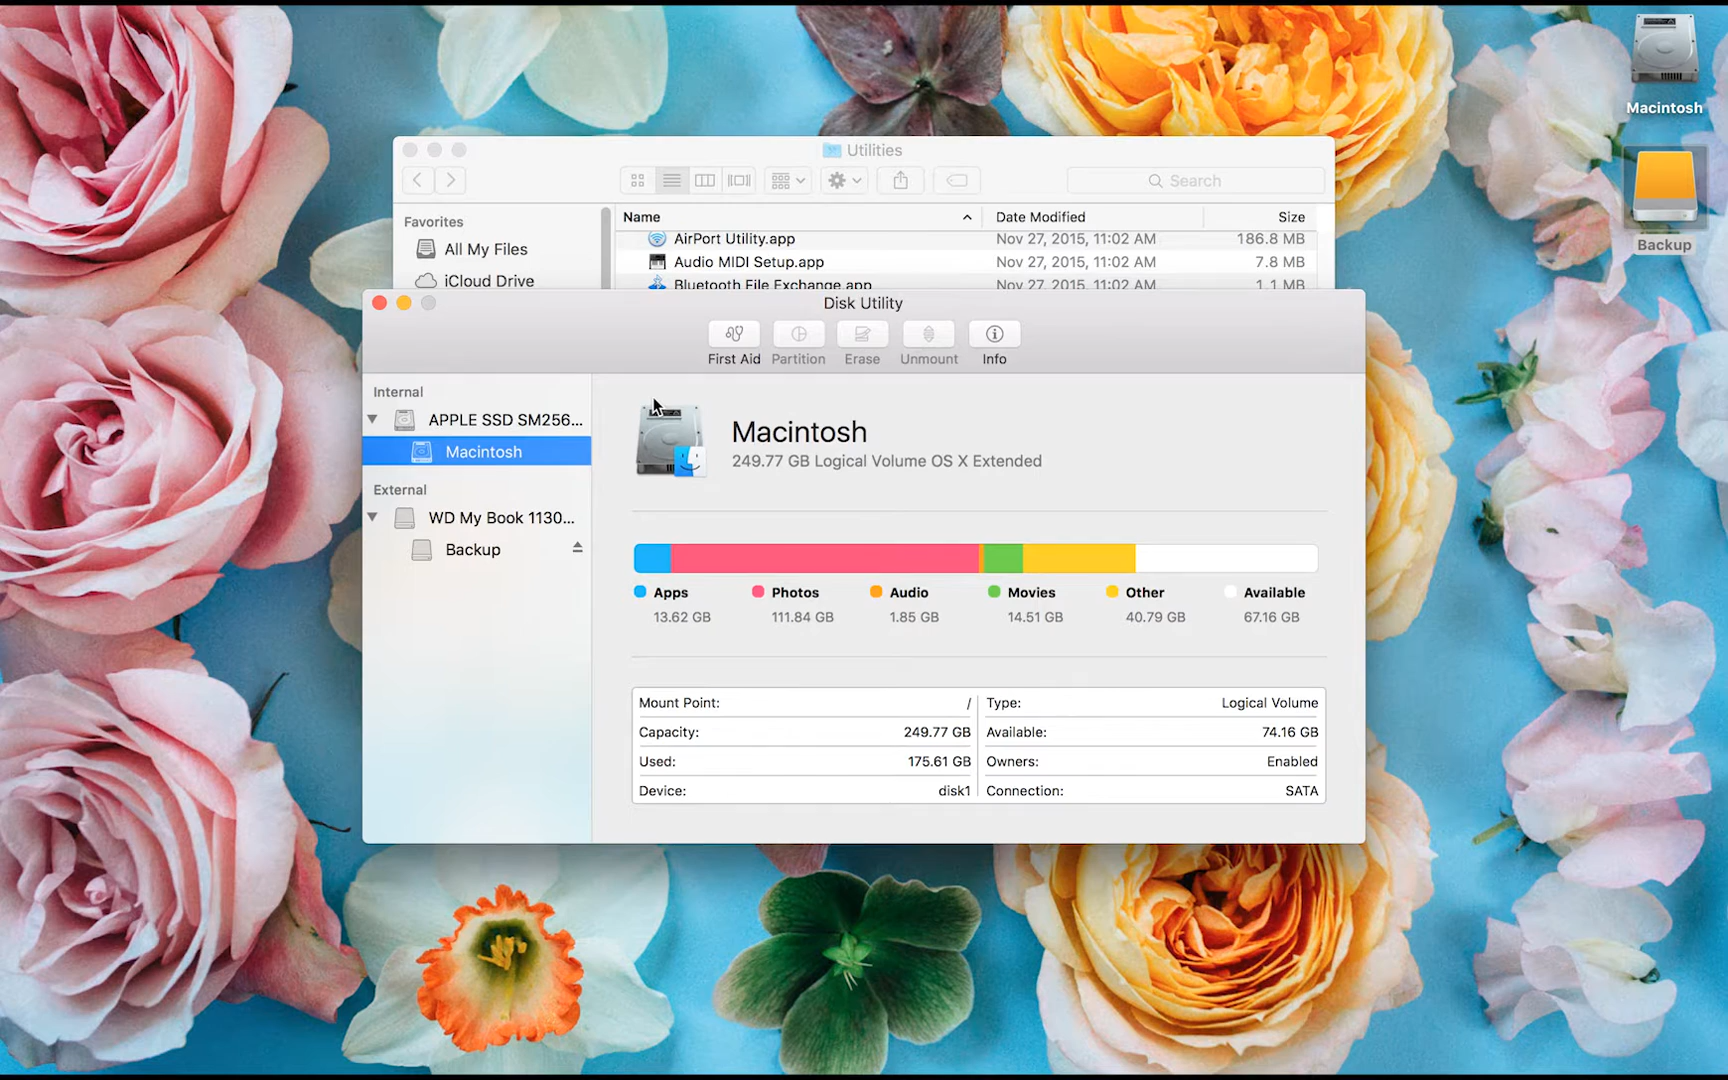 Macintosh
Backup
Utilities
Search
Favorites
All My Files
iCloud Drive
Name
Date Modified
Size
AirPort Utility.app
Nov 27, 2015, 11:02 AM
186.8 MB
Audio MIDI Setup.app
Nov 27, 2015, 11:02 AM
7.8 MB
Bluetooth File Exchange.app
Nov 27, 2015, 11:02 AM
1.1 MB
Disk Utility
First Aid
Partition
Erase
Unmount
Info
Internal
APPLE SSD SM256...
Macintosh
External
WD My Book 1130...
Backup
Macintosh
249.77 GB Logical Volume OS X Extended
Apps
13.62 GB
Photos
111.84 GB
Audio
1.85 GB
Movies
14.51 GB
Other
40.79 GB
Available
67.16 GB
Mount Point: /
Capacity: 249.77 GB
Used: 175.61 GB
Device: disk1
Type: Logical Volume
Available: 74.16 GB
Owners: Enabled
Connection: SATA